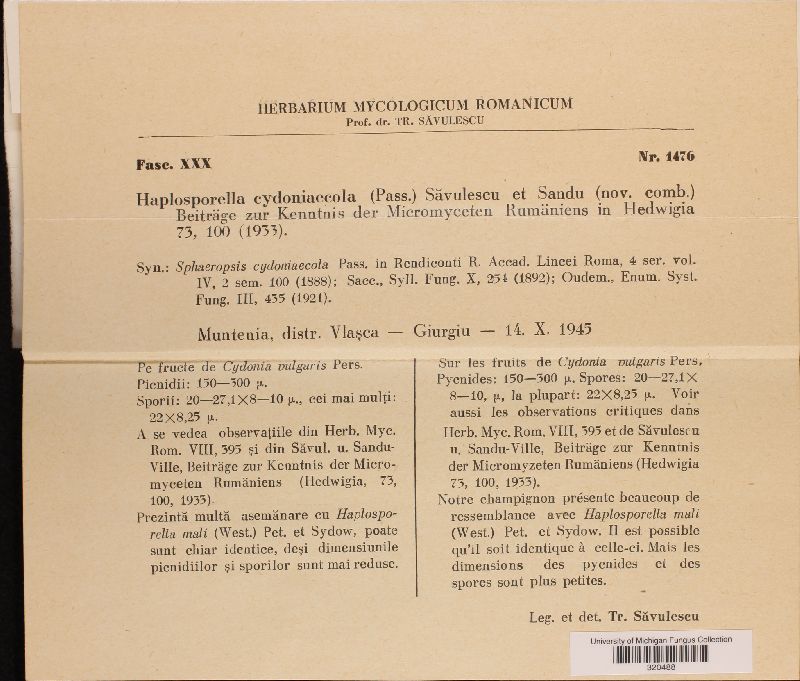 HERBARIUM MYCOLOGICUM ROMANICUM
Prof. dr. TR. SĂVULESCU
Fasc. XXX
Nr. 1476
Haplosporella cydoniaecola (Pass.) Săvulescu et Sandu (nov. comb.)
Beiträge zur Kenntnis der Micromyceten Rumäniens in Hedwigia
73, 100 (1933).
Syn.: Sphaeropsis cydoniaecola Pass. in Rendiconti R. Accad. Lincei Roma, 4 ser. vol.
IV, 2 sem. 100 (1888); Sacc., Syll. Fung. X, 254 (1892); Oudem., Enum. Syst.
Fung. III, 435 (1921).
Muntenia, distr. Vlașca — Giurgiu — 14. X. 1945
Pe fructe de Cydonia vulgaris Pers.
Picnidii: 150—300 µ.
Sporii: 20—27,1×8—10 µ., cei mai mulți:
22×8,25 µ.
A se vedea observațiile din Herb. Myc.
Rom. VIII, 395 și din Săvul. u. Sandu-
Ville, Beiträge zur Kenntnis der Micro-
myceten Rumäniens (Hedwigia, 73,
100, 1933).
Prezintă multă asemănare cu Haplospo-
rella mali (West.) Pet. et Sydow, poate
sunt chiar identice, deși dimensiunile
picnidiilor și sporilor sunt mai reduse.
Sur les fruits de Cydonia vulgaris Pers.
Pycnides: 150—300 µ. Spores: 20—27,1×
8—10, µ, la plupart: 22×8,25 µ. Voir
aussi les observations critiques dans
Herb. Myc. Rom. VIII, 395 et de Săvulescu
u. Sandu-Ville, Beiträge zur Kenntnis
der Micromyzeten Rumäniens (Hedwigia
73, 100, 1933).
Notre champignon présente beaucoup de
ressemblance avec Haplosporella mali
(West.) Pet. et Sydow. Il est possible
qu'il soit identique à celle-ci. Mais les
dimensions des pycnides et des
spores sont plus petites.
Leg. et det. Tr. Săvulescu
University of Michigan Fungus Collection
320488